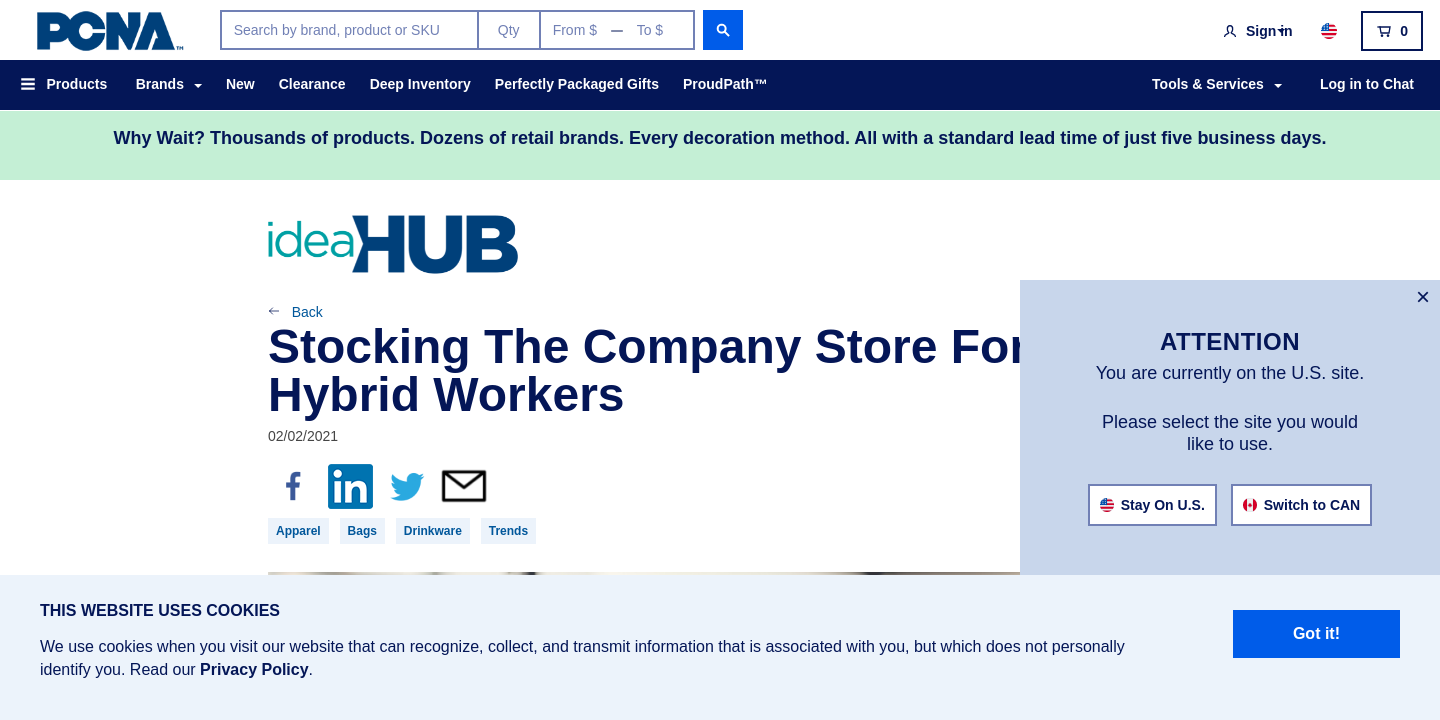 PCNA™
Search by brand, product or SKU
Qty
From $ — To $
Sign in
0
Products
Brands
New
Clearance
Deep Inventory
Perfectly Packaged Gifts
ProudPath™
Tools & Services
Log in to Chat
Why Wait? Thousands of products. Dozens of retail brands. Every decoration method. All with a standard lead time of just five business days.
ideaHUB
Back
Stocking The Company Store For
Hybrid Workers
02/02/2021
Apparel
Bags
Drinkware
Trends
ATTENTION
You are currently on the U.S. site.
Please select the site you would
like to use.
Stay On U.S.
Switch to CAN
THIS WEBSITE USES COOKIES
We use cookies when you visit our website that can recognize, collect, and transmit information that is associated with you, but which does not personally
identify you. Read our Privacy Policy.
Got it!